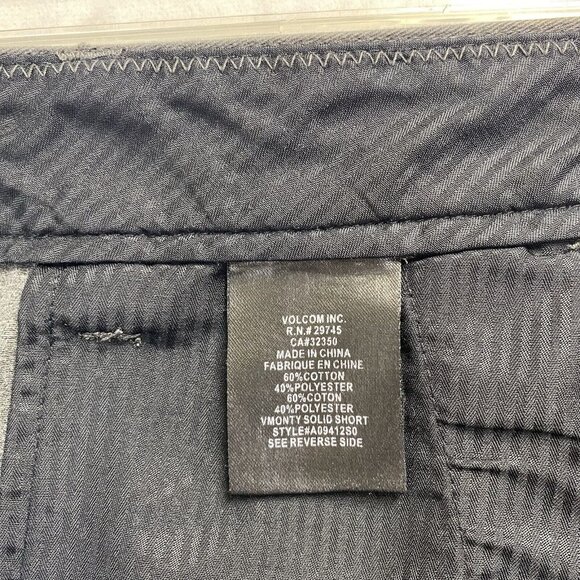 VOLCOM INC.
R.N.# 29745
CA#32350
MADE IN CHINA
FABRIQUE EN CHINE
60%COTTON
40%POLYESTER
60%COTON
40%POLYESTER
VMONTY SOLID SHORT
STYLE#A09412S0
SEE REVERSE SIDE